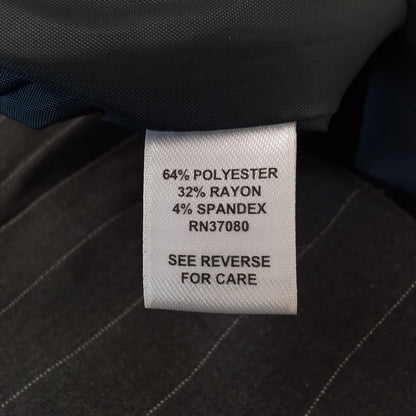 64% POLYESTER
32% RAYON
4% SPANDEX
RN37080
SEE REVERSE
FOR CARE